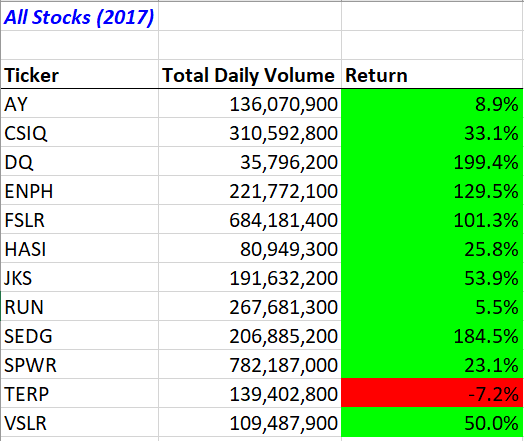 All Stocks (2017)
Ticker Total Daily Volume Return
AY 136,070,900 8.9%
CSIQ 310,592,800 33.1%
DQ 35,796,200 199.4%
ENPH 221,772,100 129.5%
FSLR 684,181,400 101.3%
HASI 80,949,300 25.8%
JKS 191,632,200 53.9%
RUN 267,681,300 5.5%
SEDG 206,885,200 184.5%
SPWR 782,187,000 23.1%
TERP 139,402,800 -7.2%
VSLR 109,487,900 50.0%